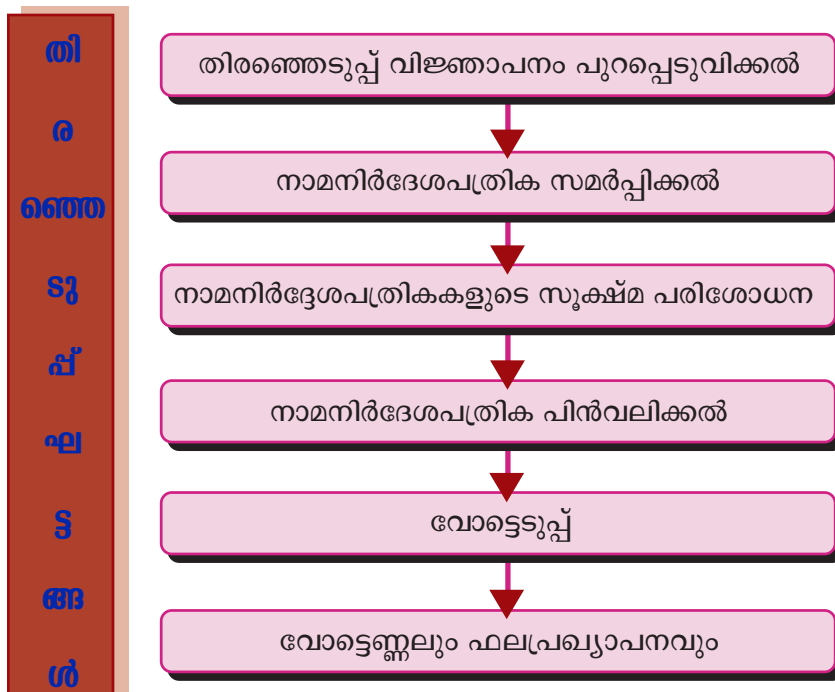 തി
ര
ഞ്ഞെ
ടു
പ്പ്
ഘ
ട്ട
ങ്ങ
ൾ
തിരഞ്ഞെടുപ്പ് വിജ്ഞാപനം പുറപ്പെടുവിക്കൽ
നാമനിർദേശപത്രിക സമർപ്പിക്കൽ
നാമനിർദ്ദേശപത്രികകളുടെ സൂക്ഷ്മ പരിശോധന
നാമനിർദേശപത്രിക പിൻവലിക്കൽ
വോട്ടെടുപ്പ്
വോട്ടെണ്ണലും ഫലപ്രഖ്യാപനവും